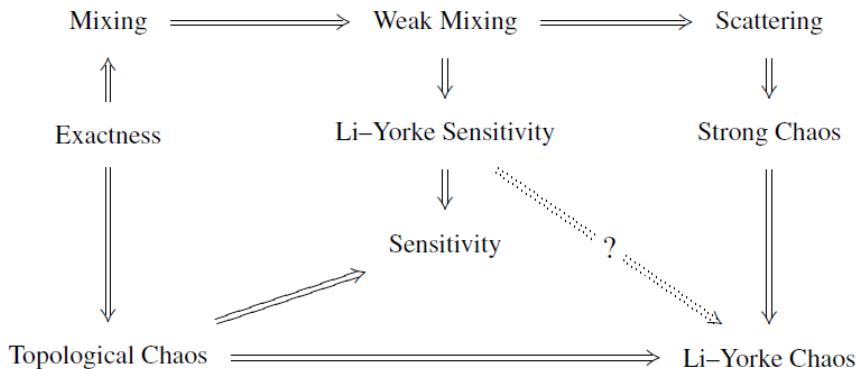 Mixing Weak Mixing Scattering
Exactness Li–Yorke Sensitivity Strong Chaos
Sensitivity
?
Topological Chaos Li–Yorke Chaos